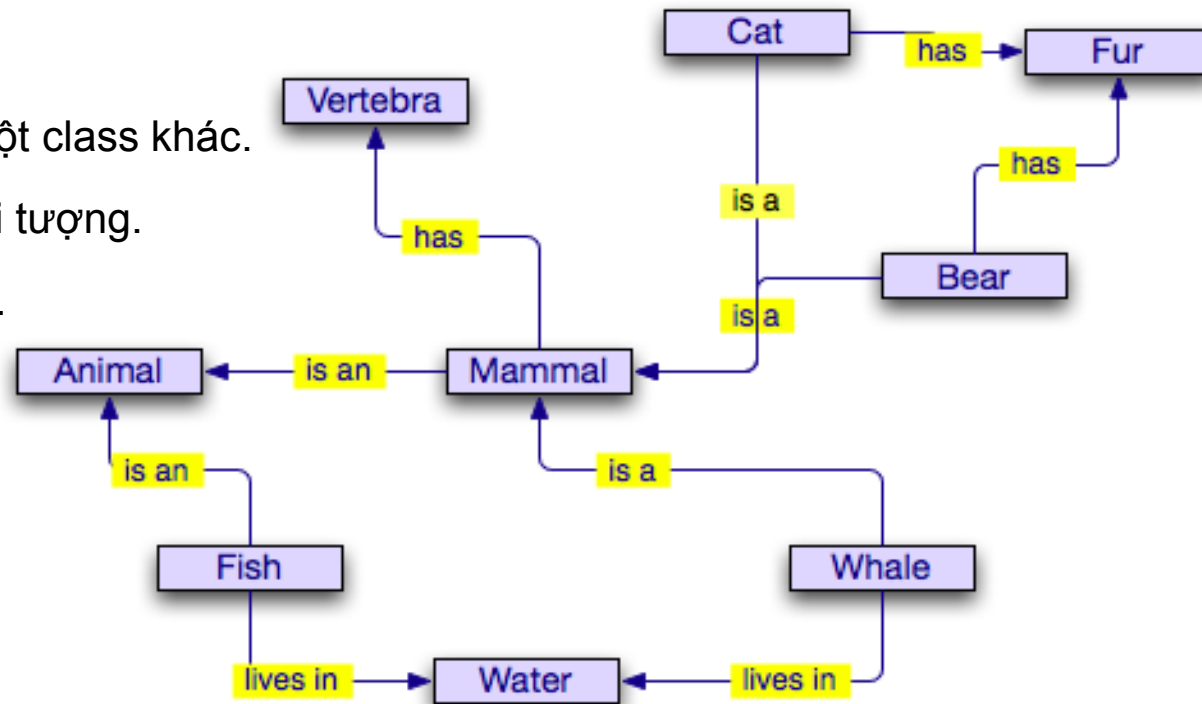 Cat
has
Fur
Vertebra
ột class khác.
has
is a
i tượng.
has
Bear
.
is a
Animal
is an
Mammal
is an
is a
Fish
Whale
lives in
Water
lives in